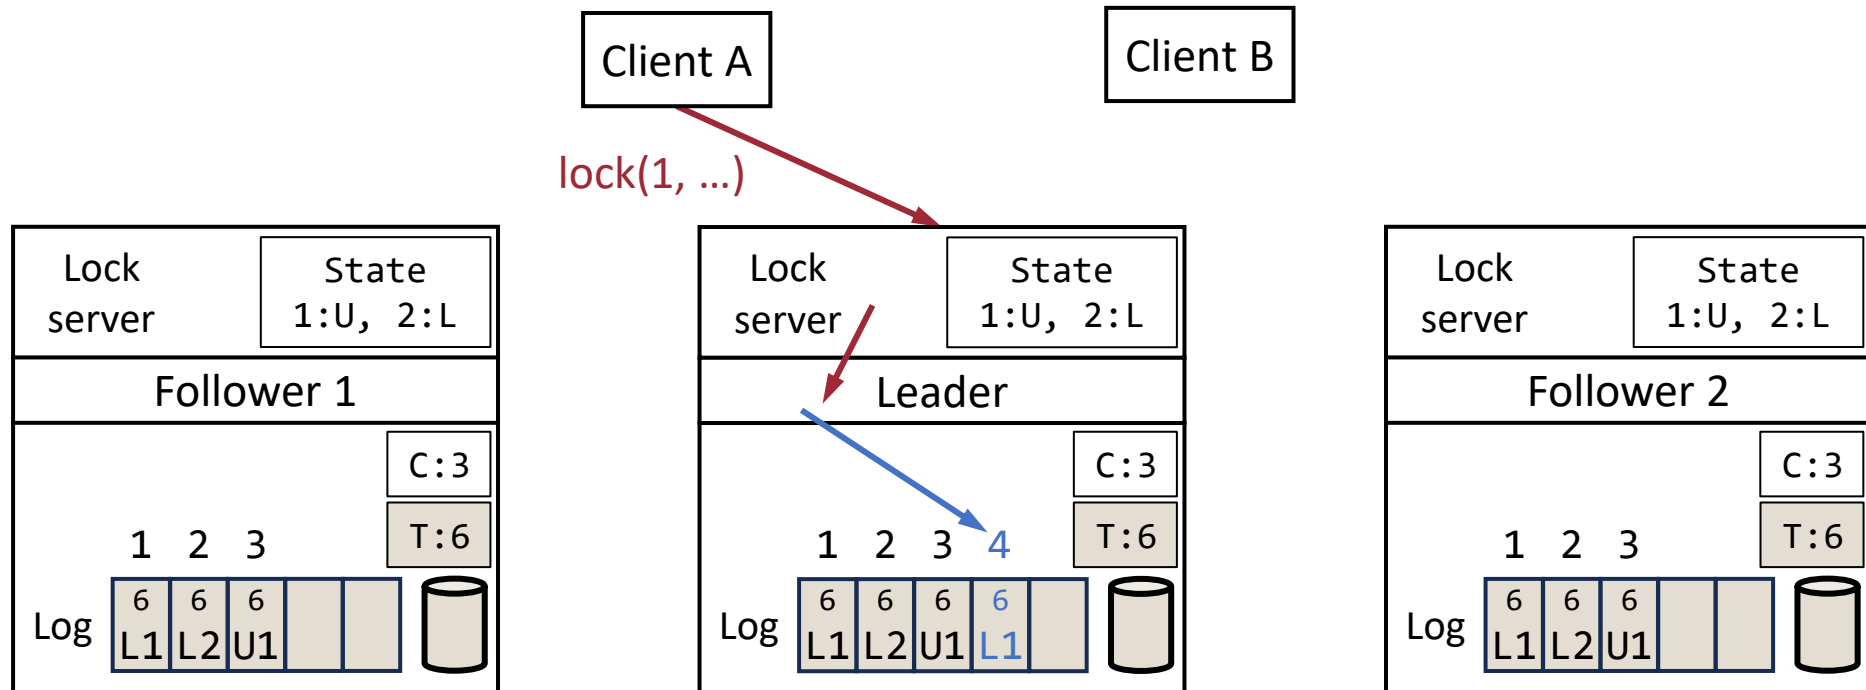 Client A
Client B
lock(1, …)
Lock
server
State
1:U, 2:L
Follower 1
C:3
T:6
1 2 3
Log
6 6 6
L1 L2 U1
Lock
server
State
1:U, 2:L
Leader
C:3
T:6
1 2 3 4
Log
6 6 6 6
L1 L2 U1 L1
Lock
server
State
1:U, 2:L
Follower 2
C:3
T:6
1 2 3
Log
6 6 6
L1 L2 U1